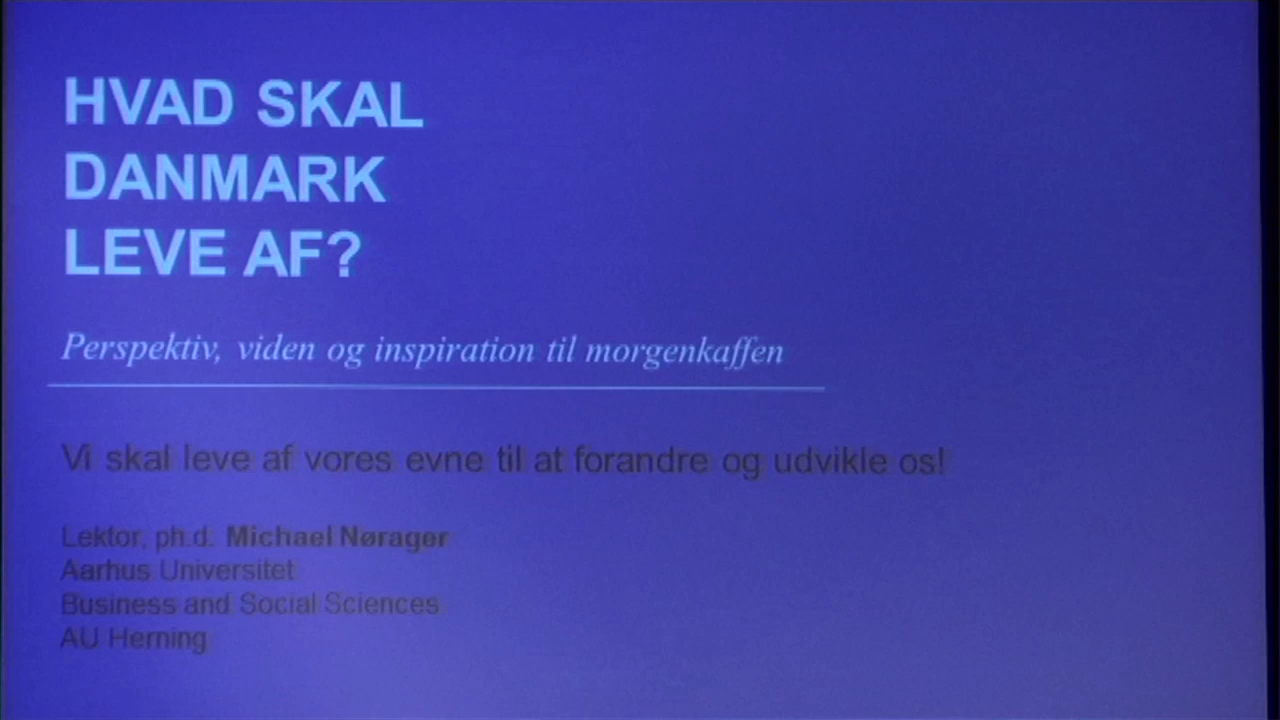 HVAD SKAL
DANMARK
LEVE AF?
Perspektiv, viden og inspiration til morgenkaffen
Vi skal leve af vores evne til at forandre og udvikle os!
Lektor, ph.d. Michael Nørager
Aarhus Universitet
Business and Social Sciences
AU Herning